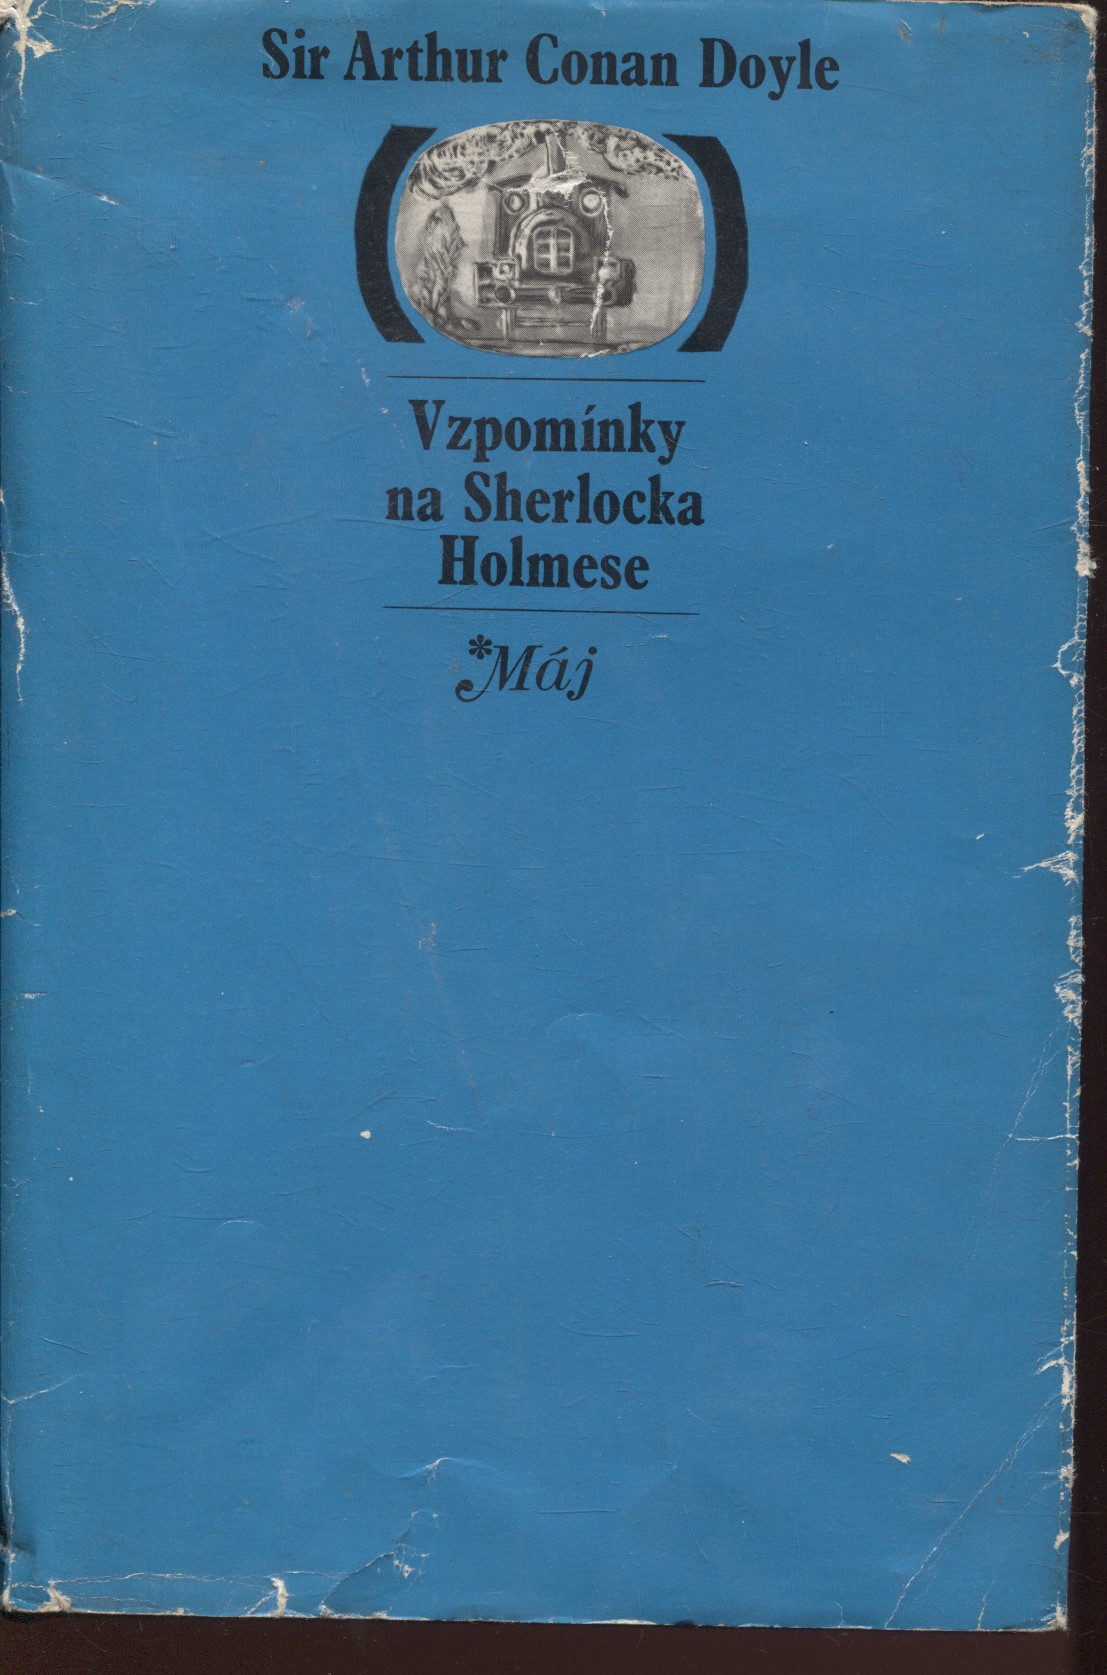 Sir Arthur Conan Doyle
Vzpomínky
na Sherlocka
Holmese
*Máj